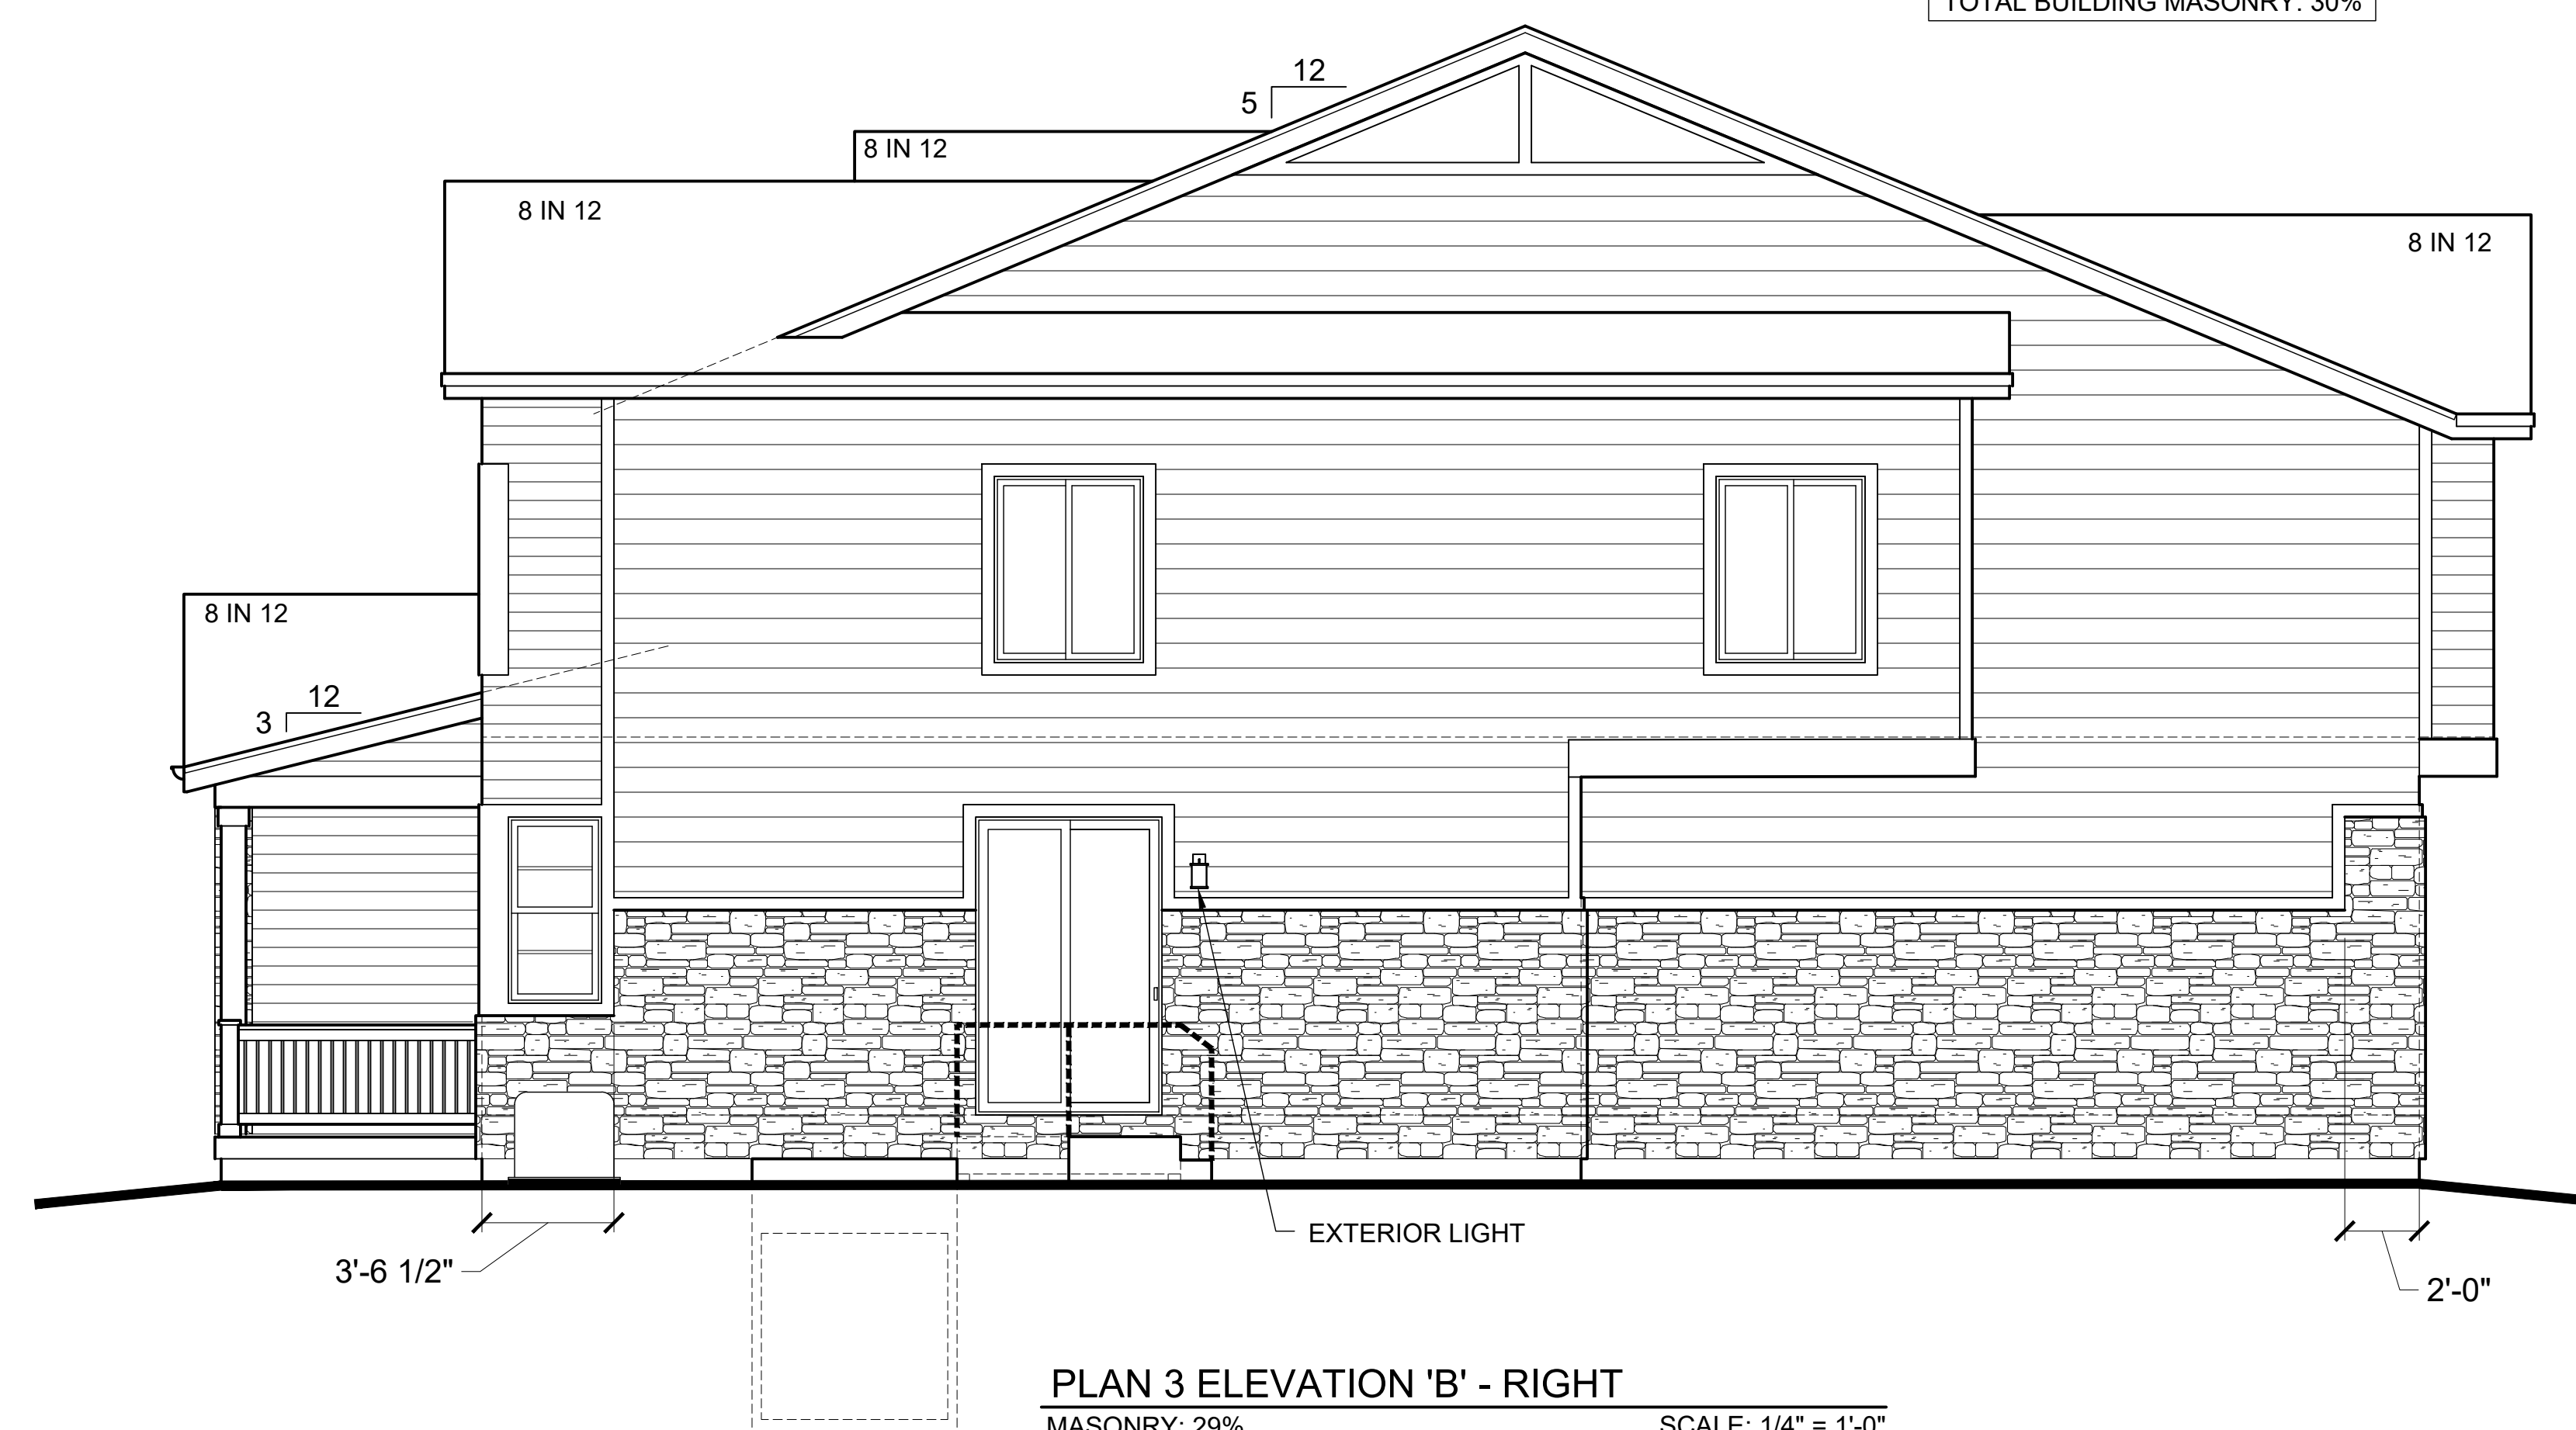 TOTAL BUILDING MASONRY: 30%
12
5
8 IN 12
8 IN 12
8 IN 12
8 IN 12
12
3
EXTERIOR LIGHT
3'-6 1/2"
2'-0"
PLAN 3 ELEVATION 'B' - RIGHT
MASONRY: 29% SCALE: 1/4" = 1'-0"